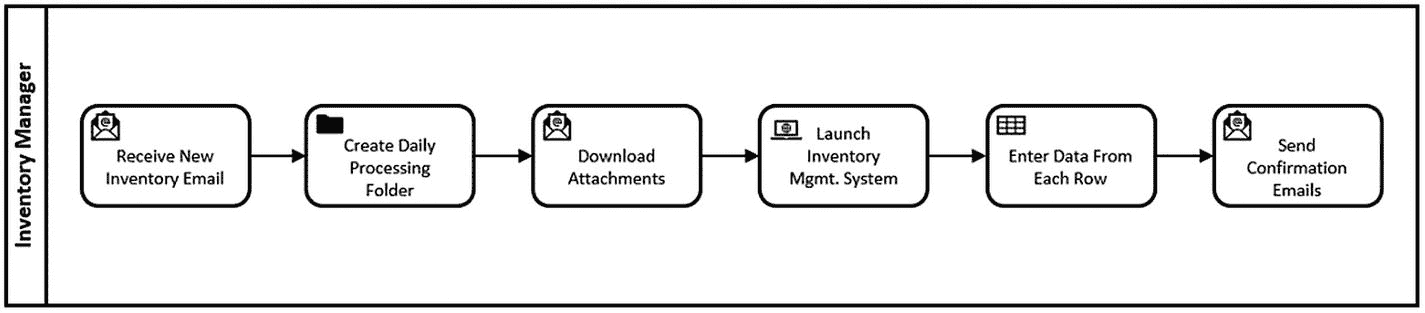 Inventory Manager
Receive New
Inventory Email
Create Daily
Processing
Folder
Download
Attachments
Launch
Inventory
Mgmt. System
Enter Data From
Each Row
Send
Confirmation
Emails